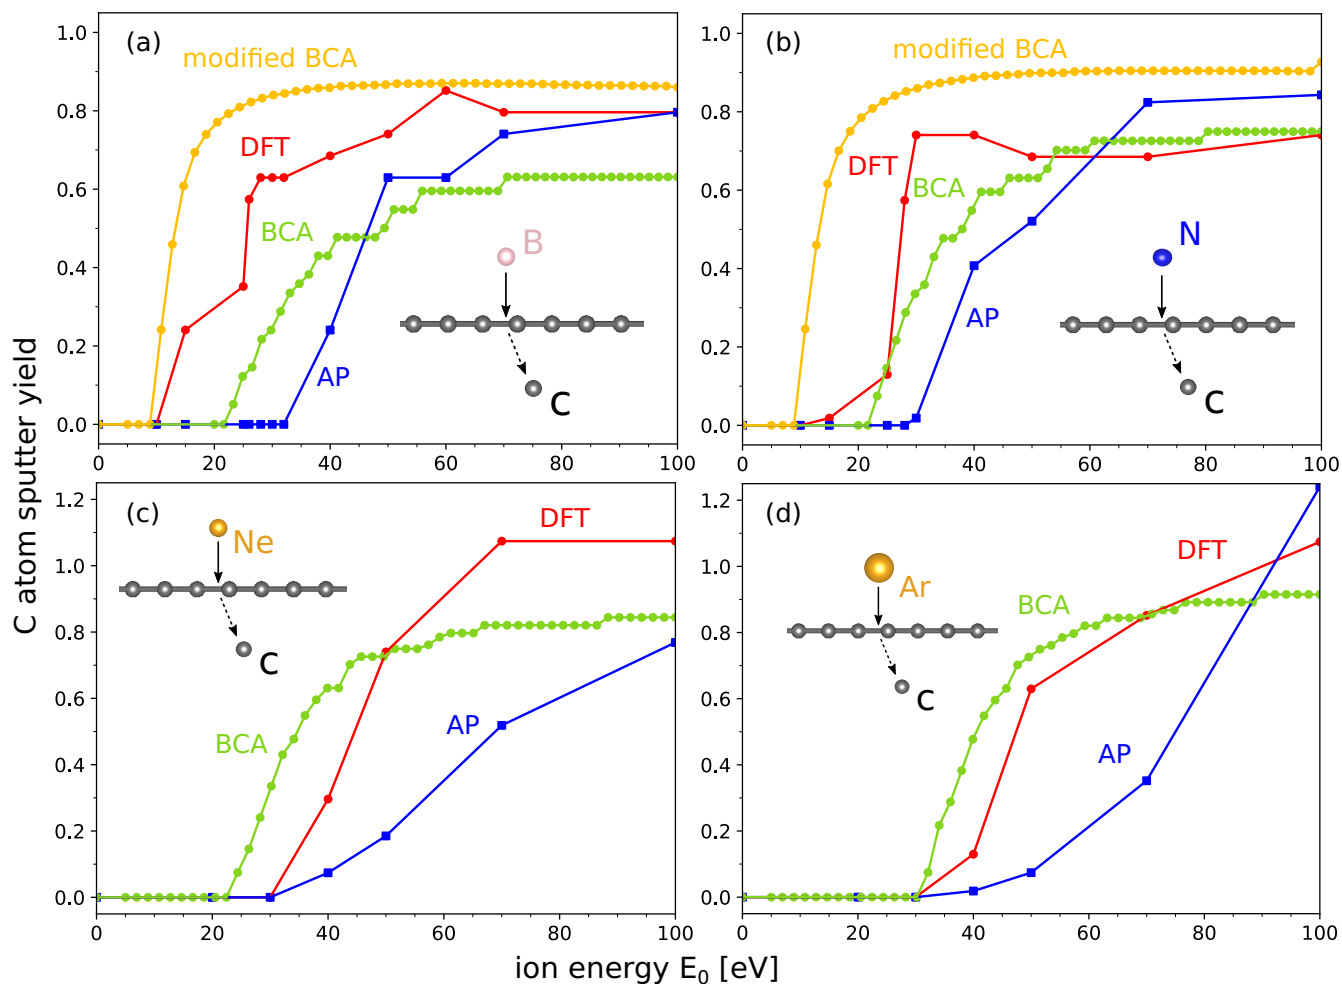 (a)
modified BCA
DFT
BCA
AP
B
C
1.0
0.8
0.6
0.4
0.2
0.0
0 20 40 60 80 100
(b)
modified BCA
DFT
BCA
AP
N
C
1.0
0.8
0.6
0.4
0.2
0.0
0 20 40 60 80 100
C atom sputter yield
(c)
Ne
C
DFT
BCA
AP
1.2
1.0
0.8
0.6
0.4
0.2
0.0
0 20 40 60 80 100
(d)
Ar
C
DFT
BCA
AP
1.2
1.0
0.8
0.6
0.4
0.2
0.0
0 20 40 60 80 100
ion energy E₀ [eV]